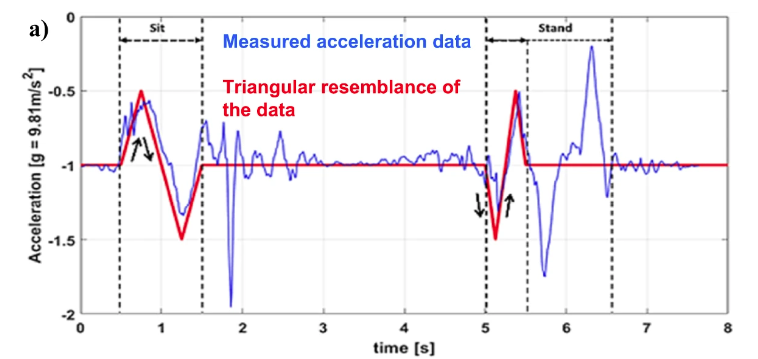 a)
Sit
Stand
Measured acceleration data
Triangular resemblance of
the data
Acceleration [g = 9.81m/s²]
0
-0.5
-1
-1.5
-2
0 1 2 3 4 5 6 7 8
time [s]